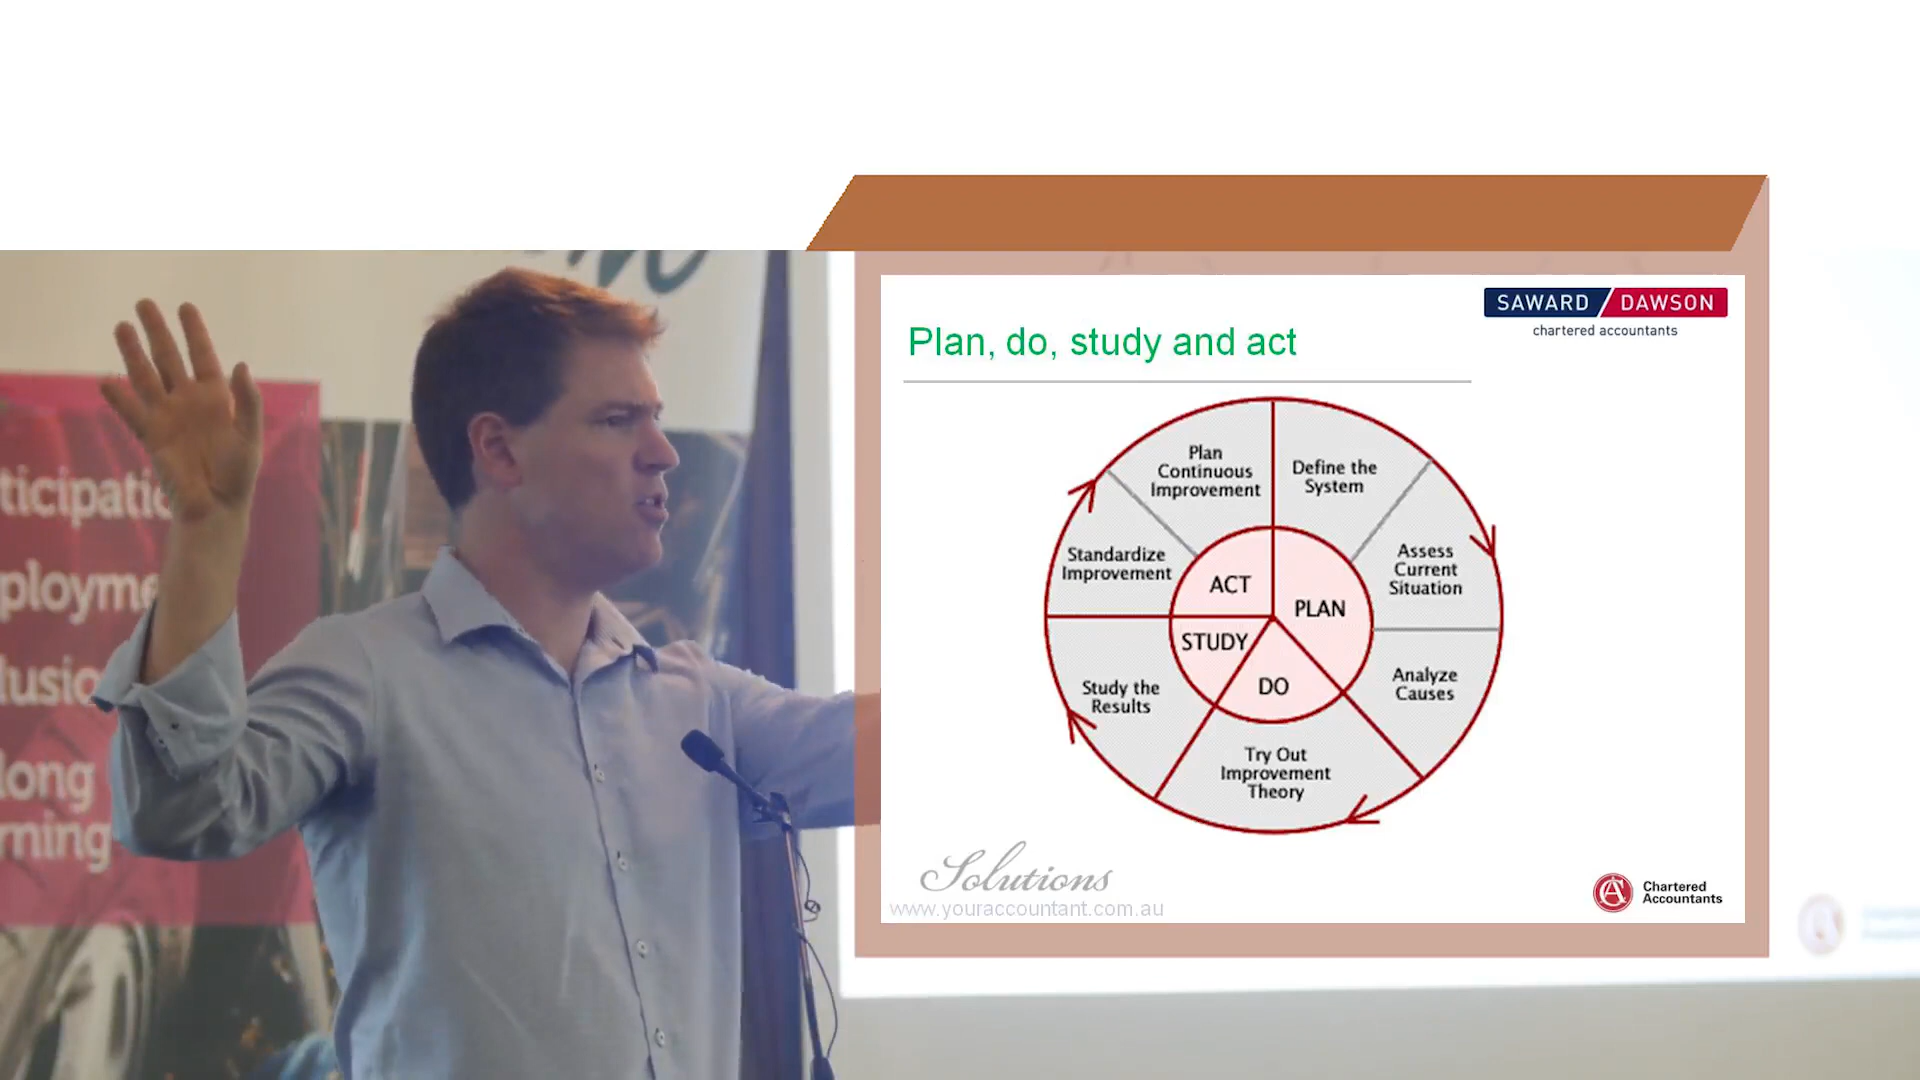 SAWARD DAWSON
chartered accountants
Plan, do, study and act
Plan
Continuous
Improvement
Define the
System
Assess
Current
Situation
Analyze
Causes
Try Out
Improvement
Theory
Study the
Results
Standardize
Improvement
ACT
PLAN
STUDY
DO
Solutions
www.youraccountant.com.au
Chartered
Accountants
long